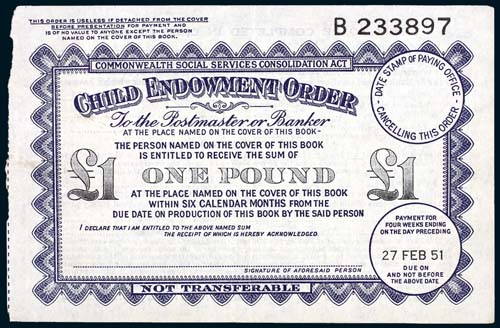 THIS ORDER IS USELESS IF DETACHED FROM THE COVER
BEFORE PRESENTATION FOR PAYMENT AND
IS OF NO VALUE TO ANYONE EXCEPT THE PERSON
NAMED ON THE COVER OF THIS BOOK.
B 233897
COMMONWEALTH SOCIAL SERVICES CONSOLIDATION ACT
CHILD ENDOWMENT ORDER
To the Postmaster or Banker
AT THE PLACE NAMED ON THE COVER OF THIS BOOK-
DATE STAMP OF PAYING OFFICE
CANCELLING THIS ORDER
THE PERSON NAMED ON THE COVER OF THIS BOOK
IS ENTITLED TO RECEIVE THE SUM OF
£1 ONE POUND £1
AT THE PLACE NAMED ON THE COVER OF THIS BOOK
WITHIN SIX CALENDAR MONTHS FROM THE
DUE DATE ON PRODUCTION OF THIS BOOK BY THE SAID PERSON
I DECLARE THAT I AM ENTITLED TO THE ABOVE NAMED SUM
THE RECEIPT OF WHICH IS HEREBY ACKNOWLEDGED.
PAYMENT FOR
FOUR WEEKS ENDING
ON THE DAY PRECEDING
27 FEB 51
DUE ON
AND NOT BEFORE
THE ABOVE DATE
SIGNATURE OF AFORESAID PERSON
NOT TRANSFERABLE